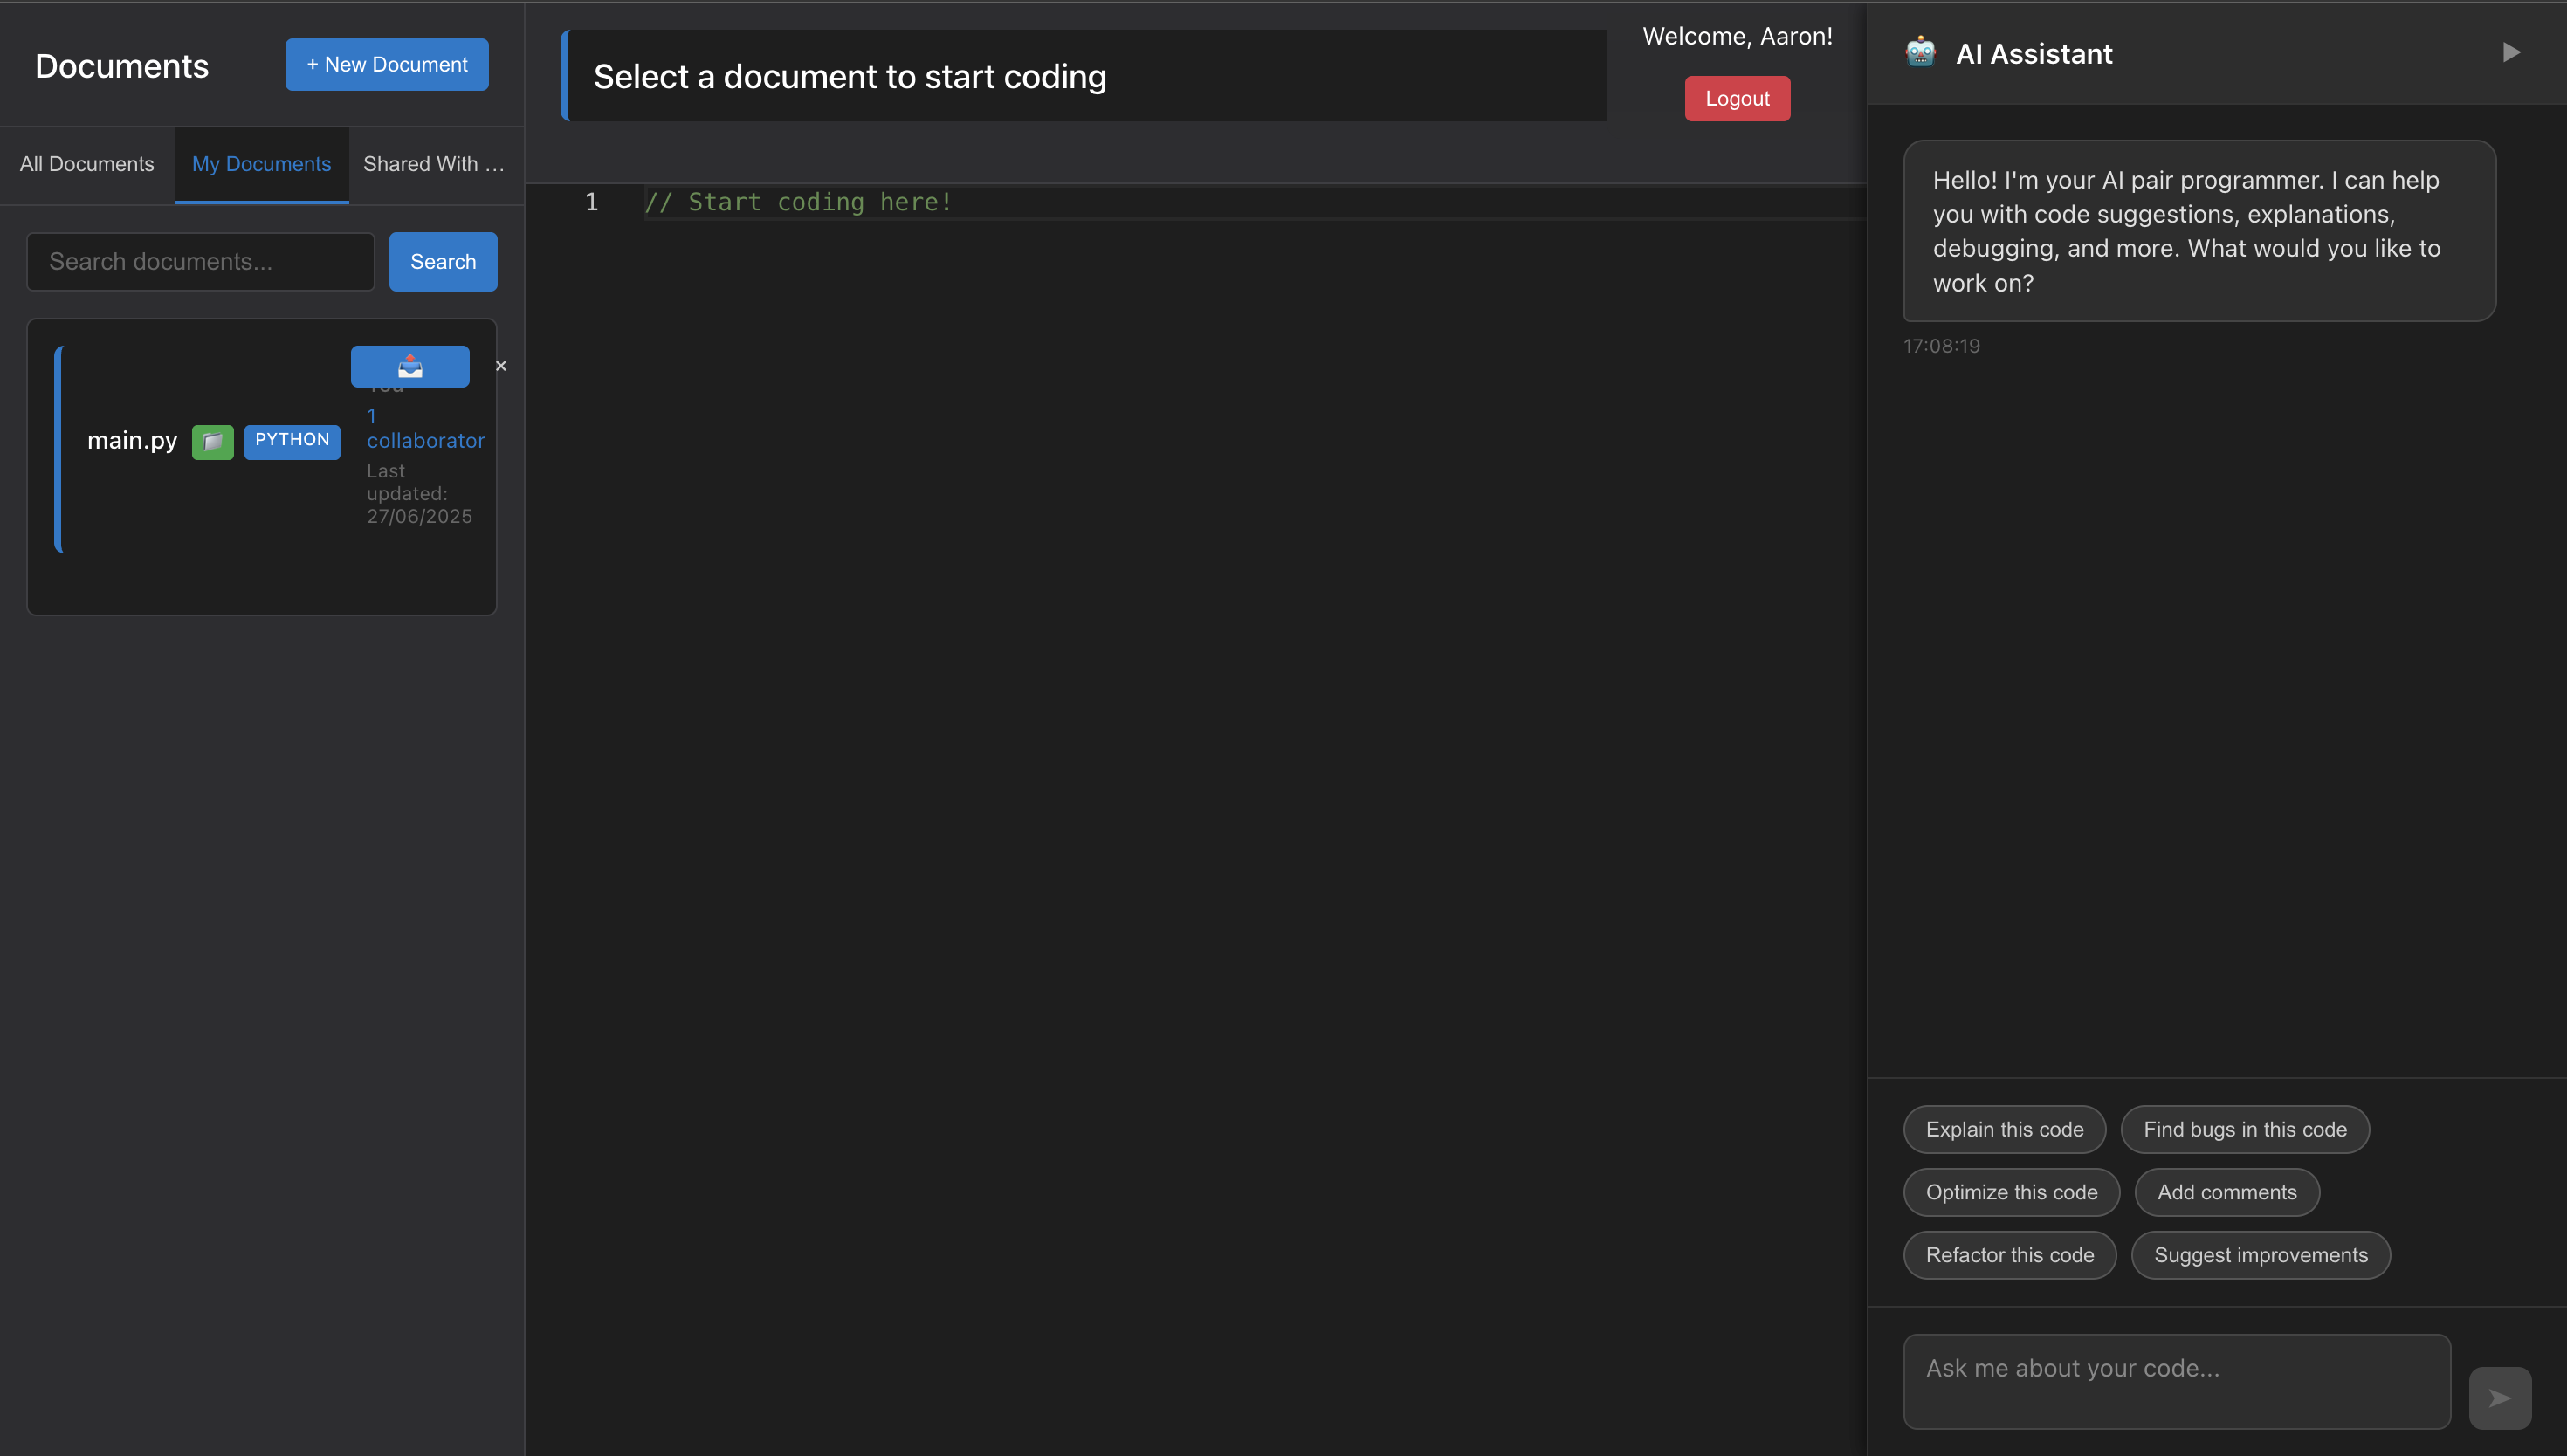 Documents
+ New Document
All Documents
My Documents
Shared With ...
Search documents...
Search
×
main.py
PYTHON
1
collaborator
Last
updated:
27/06/2025
Select a document to start coding
Welcome, Aaron!
Logout
1
// Start coding here!
AI Assistant
Hello! I'm your AI pair programmer. I can help
you with code suggestions, explanations,
debugging, and more. What would you like to
work on?
17:08:19
Explain this code
Find bugs in this code
Optimize this code
Add comments
Refactor this code
Suggest improvements
Ask me about your code...